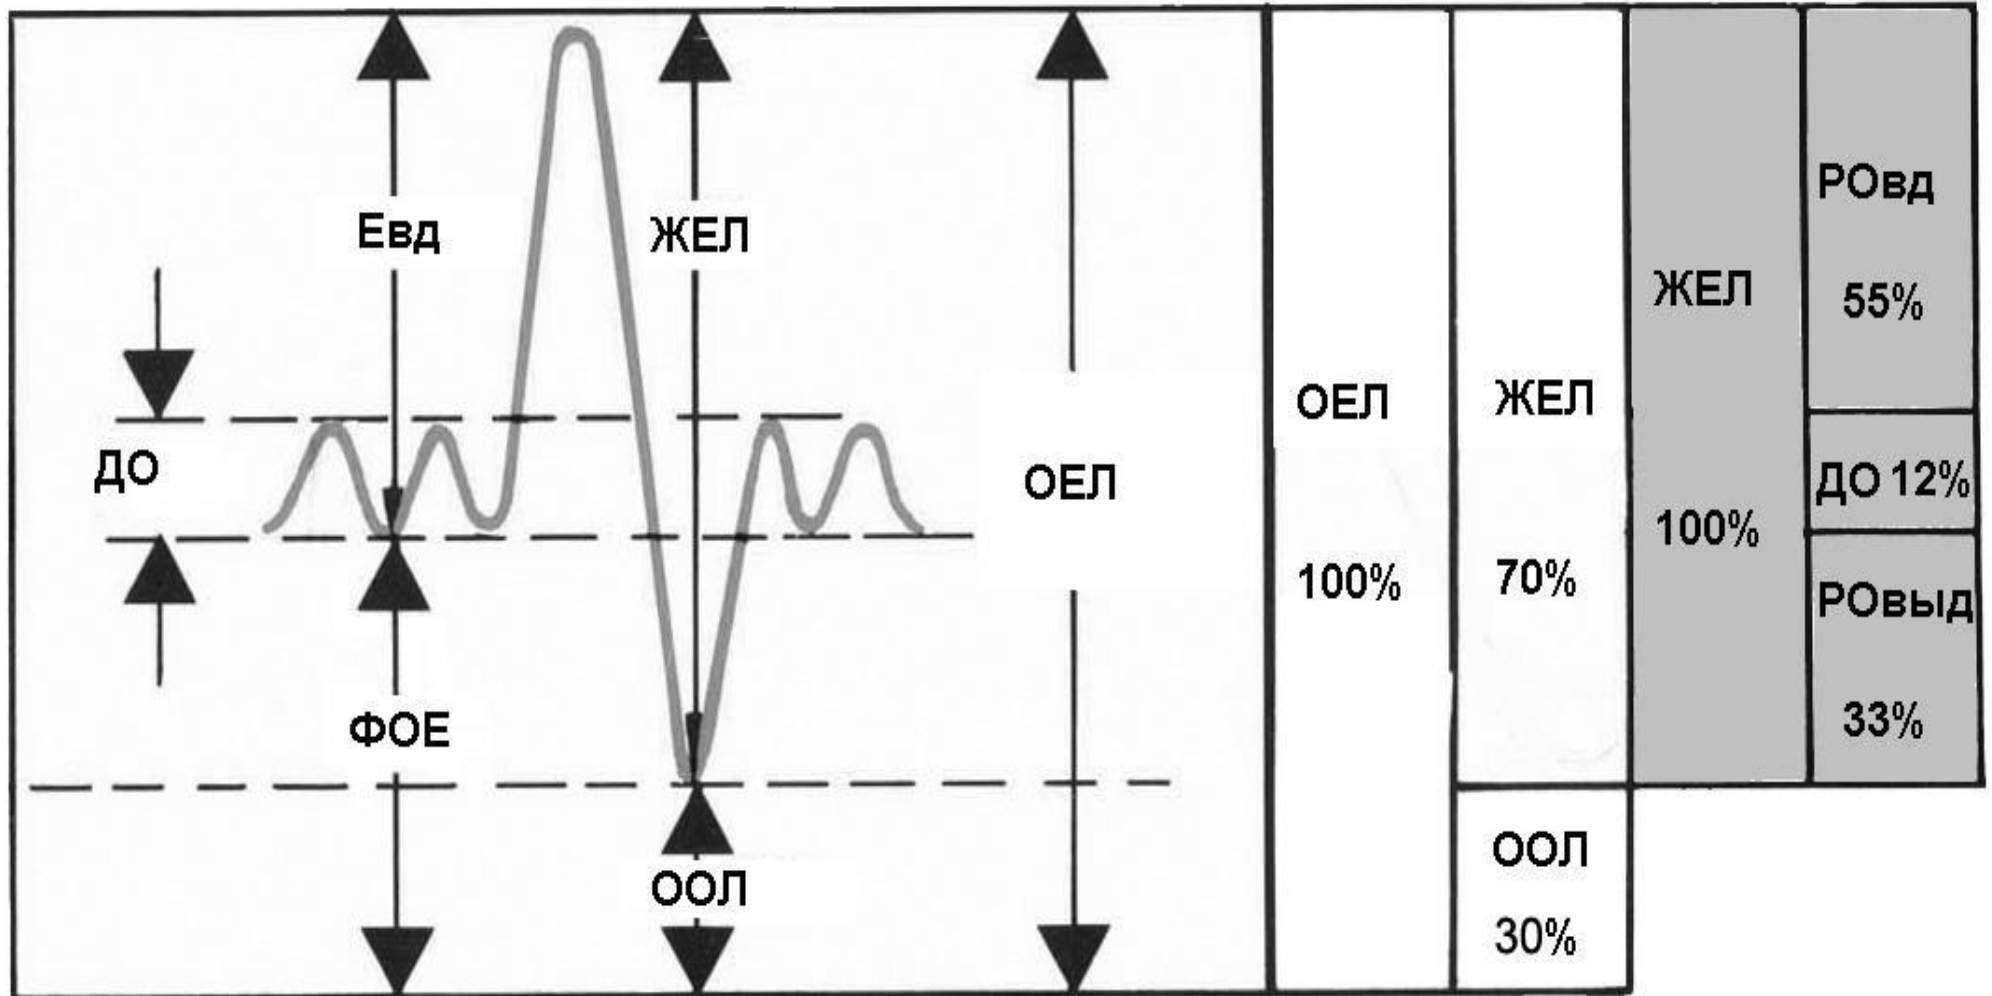 Евд
ЖЕЛ
ДО
ОЕЛ
ФОЕ
ООЛ
ОЕЛ
100%
ЖЕЛ
70%
ООЛ
30%
ЖЕЛ
100%
РОвд
55%
ДО 12%
РОвыд
33%